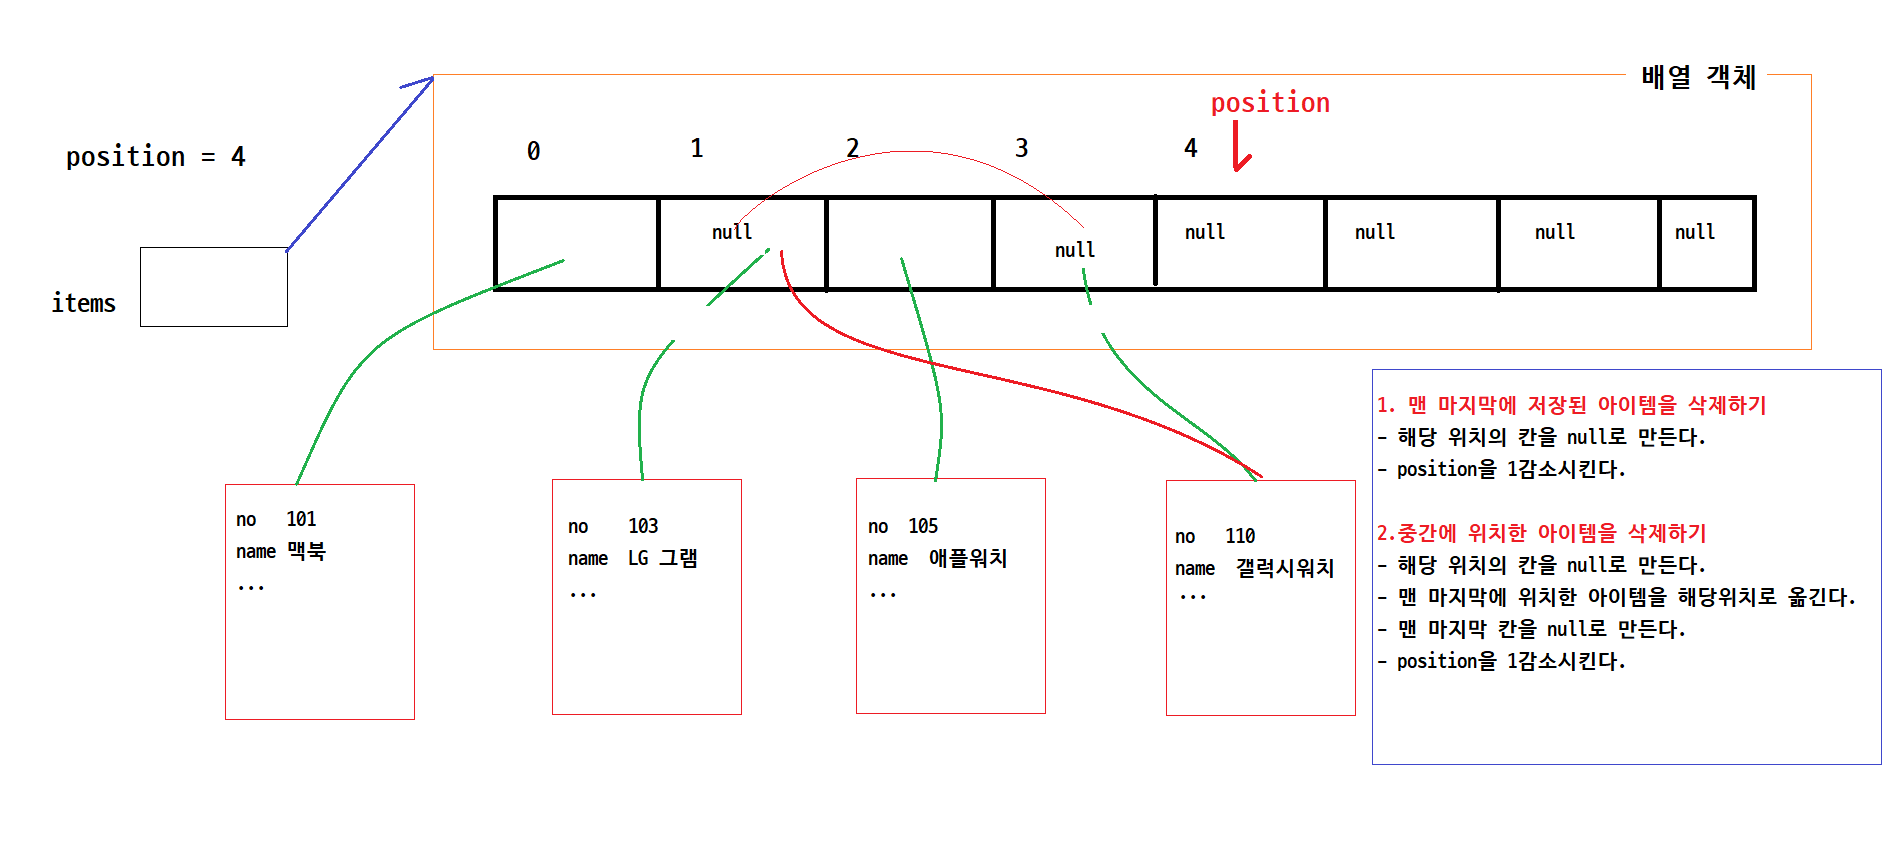 배열 객체
position
position = 4
0 1 2 3 4
null null null null null null
items
1. 맨 마지막에 저장된 아이템을 삭제하기
- 해당 위치의 칸을 null로 만든다.
- position을 1감소시킨다.
2.중간에 위치한 아이템을 삭제하기
- 해당 위치의 칸을 null로 만든다.
- 맨 마지막에 위치한 아이템을 해당위치로 옮긴다.
- 맨 마지막 칸을 null로 만든다.
- position을 1감소시킨다.
no 101
name 맥북
...
no 103
name LG 그램
...
no 105
name 애플워치
...
no 110
name 갤럭시워치
...